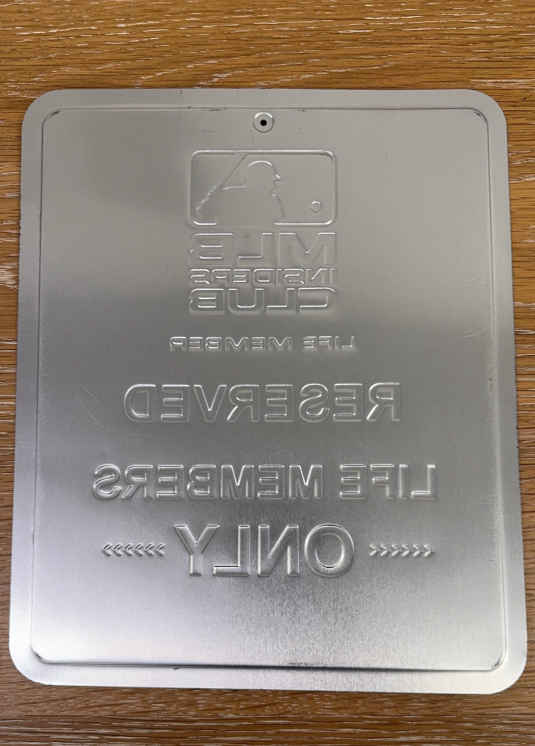 MLB
INSIDERS
CLUB
LIFE MEMBER
RESERVED
LIFE MEMBERS
>>>>>> ONLY <<<<<<